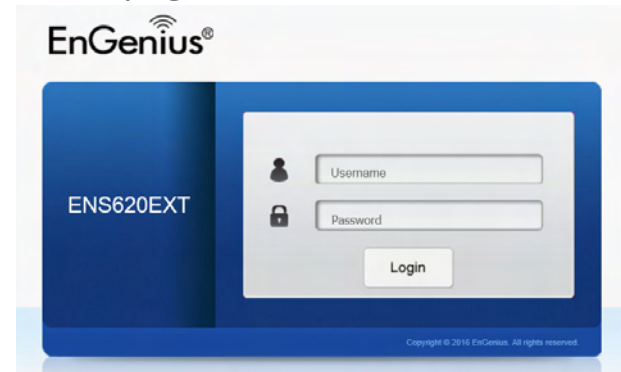 EnGenius®
ENS620EXT
Username
Password
Login
Copyright © 2016 EnGenius. All rights reserved.